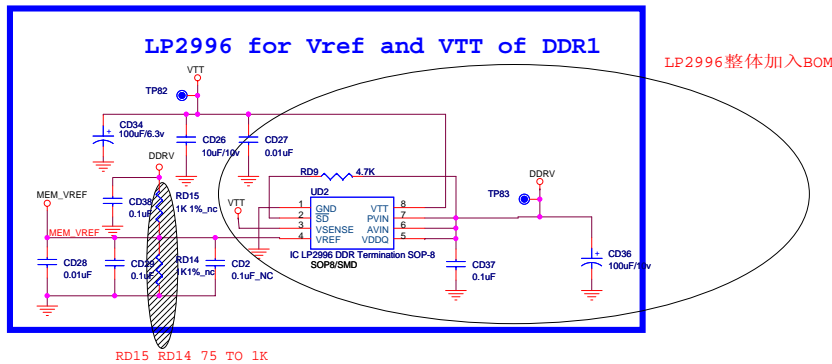 LP2996 for Vref and VTT of DDR1
LP2996整体加入BOM
VTT
TP82
CD34
100uF/6.3v
CD26
10uF/10v
CD27
0.01uF
DDRV
RD9 4.7K
DDRV
MEM_VREF
CD38
0.1uF
RD15
1K 1%_nc
VTT
UD2
TP83
1 GND VTT 8
2 SD PVIN 7
3 VSENSE AVIN 6
4 VREF VDDQ 5
MEM_VREF
IC LP2996 DDR Termination SOP-8
SOP8/SMD
CD28
0.01uF
CD29
0.1uF
RD14
1K1%_nc
CD2
0.1uF_NC
CD37
0.1uF
CD36
100uF/10v
RD15 RD14 75 TO 1K